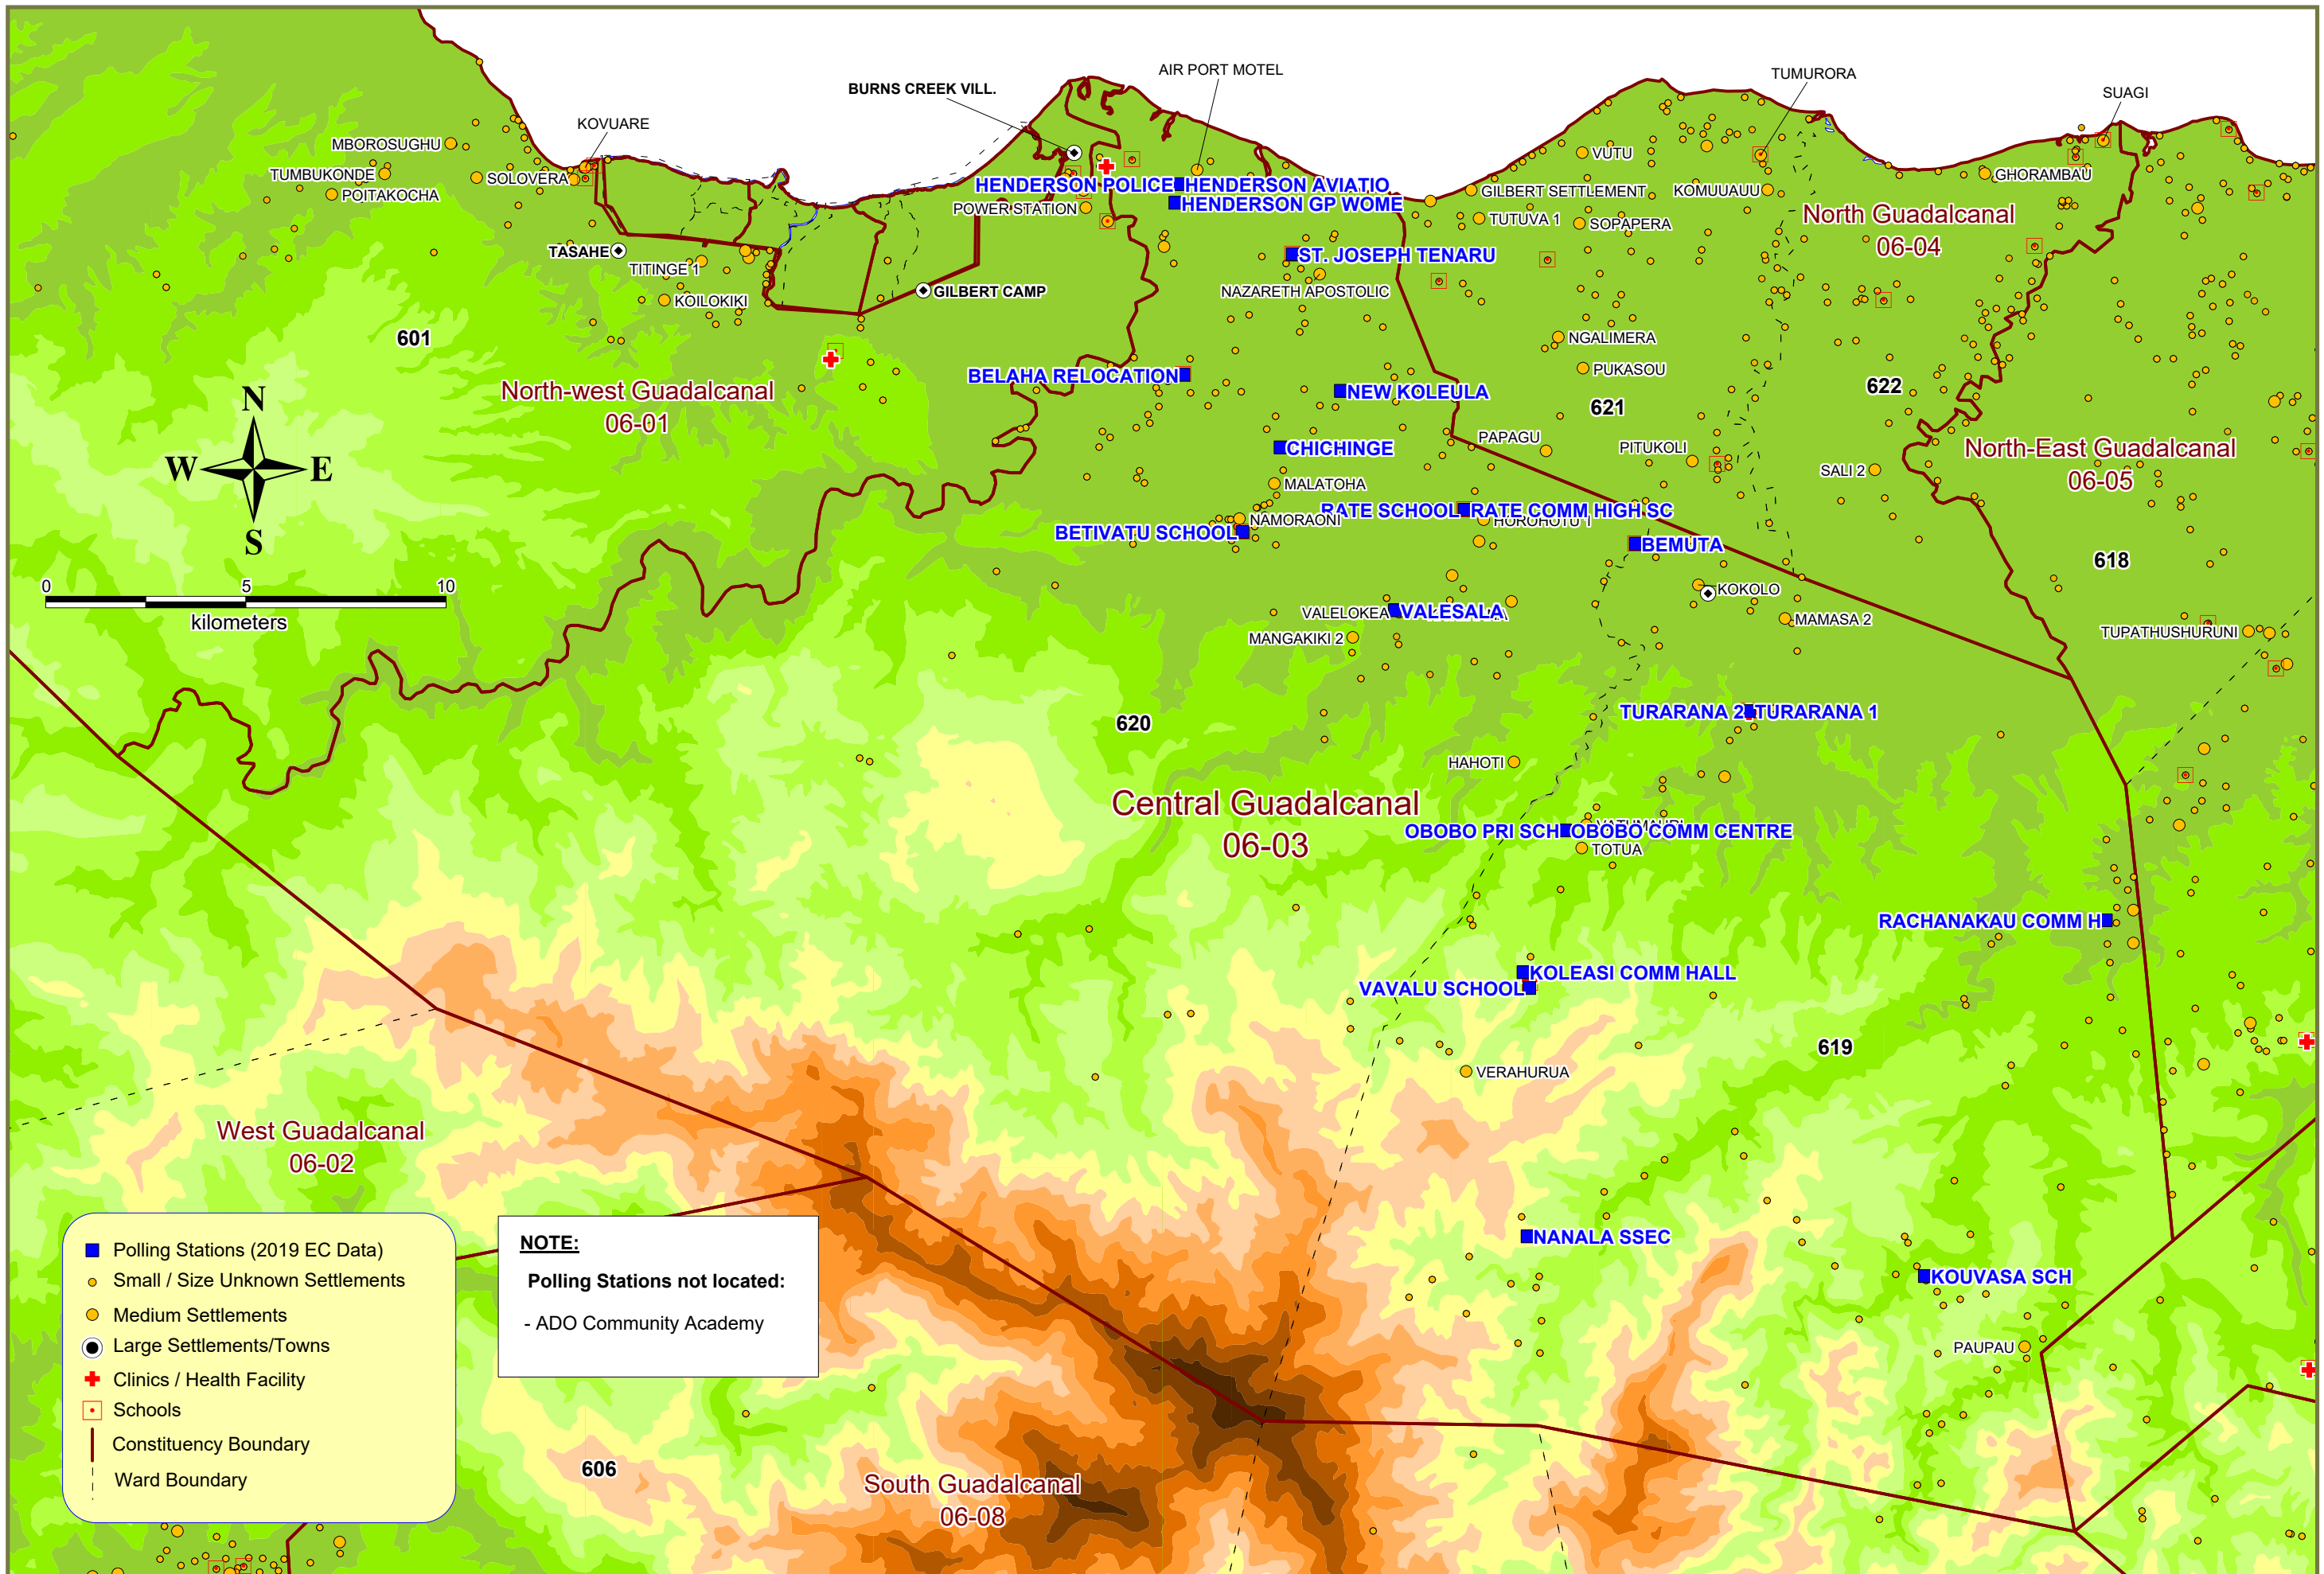 AIR PORT MOTEL
TUMURORA
BURNS CREEK VILL.
SUAGI
KOVUARE
MBOROSUGHU
VUTU
TUMBUKONDE
SOLOVERA
GHORAMBAU
HENDERSON POLICE
HENDERSON AVIATIO
GILBERT SETTLEMENT
KOMUUAUU
POITAKOCHA
HENDERSON GP WOME
POWER STATION
North Guadalcanal
06-04
TUTUVA 1
SOPAPERA
TASAHE
ST. JOSEPH TENARU
TITINGE 1
GILBERT CAMP
NAZARETH APOSTOLIC
KOILOKIKI
601
NGALIMERA
PUKASOU
BELAHA RELOCATION
622
North-west Guadalcanal
06-01
NEW KOLEULA
621
N
W
E
S
PAPAGU
CHICHINGE
PITUKOLI
North-East Guadalcanal
06-05
SALI 2
MALATOHA
RATE SCHOOL
RATE COMM HIGH SC
NAMORAONI
HOROHOTU 1
BETIVATU SCHOOL
BEMUTA
618
0 5 10
kilometers
KOKOLO
VALELOKEA
VALESALA
MAMASA 2
TUPATHUSHURUNI
MANGAKIKI 2
TURARANA 2
TURARANA 1
620
HAHOTI
Central Guadalcanal
06-03
OBOBO PRI SCH
OBOBO COMM CENTRE
TOTUA
RACHANAKAU COMM H
KOLEASI COMM HALL
VAVALU SCHOOL
619
VERAHURUA
West Guadalcanal
06-02
NANALA SSEC
KOUVASA SCH
PAUPAU
Polling Stations (2019 EC Data)
Small / Size Unknown Settlements
Medium Settlements
Large Settlements/Towns
Clinics / Health Facility
Schools
Constituency Boundary
Ward Boundary
NOTE:
Polling Stations not located:
- ADO Community Academy
606
South Guadalcanal
06-08